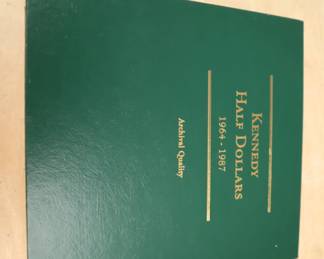 KENNEDY
HALF DOLLARS
1964 - 1987
Archival Quality